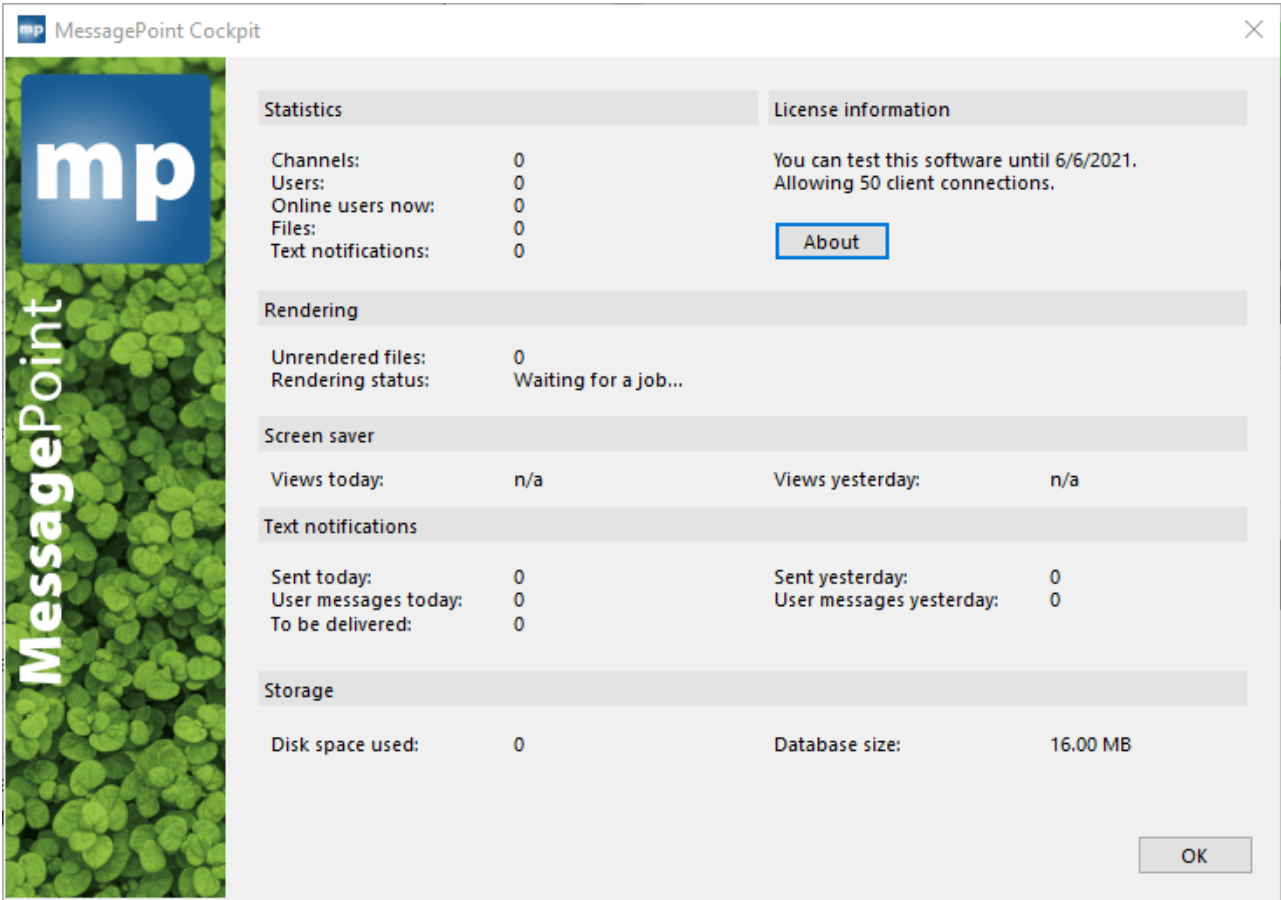 mp MessagePoint Cockpit
mp
MessagePoint
Statistics
Channels: 0
Users: 0
Online users now: 0
Files: 0
Text notifications: 0
License information
You can test this software until 6/6/2021.
Allowing 50 client connections.
About
Rendering
Unrendered files: 0
Rendering status: Waiting for a job...
Screen saver
Views today: n/a Views yesterday: n/a
Text notifications
Sent today: 0 Sent yesterday: 0
User messages today: 0 User messages yesterday: 0
To be delivered: 0
Storage
Disk space used: 0 Database size: 16.00 MB
OK